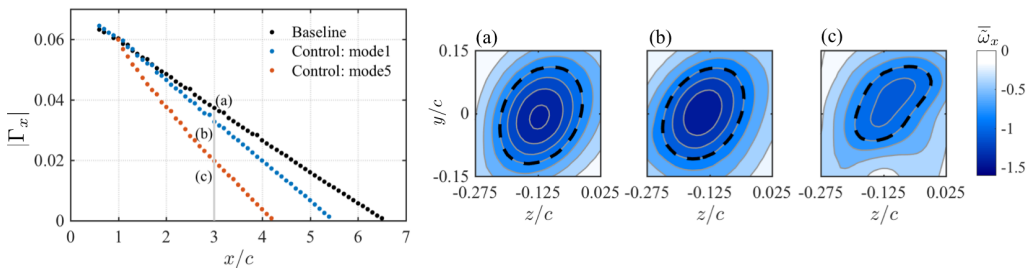 |Γₓ|
0.06
0.04
0.02
0
0 1 2 3 4 5 6 7
x/c
Baseline
Control: mode1
Control: mode5
(a)
(b)
(c)
(a)
0.15
0
-0.15
y/c
-0.275 -0.125 0.025
z/c
(b)
-0.275 -0.125 0.025
z/c
(c)
-0.275 -0.125 0.025
z/c
ω̃̅ₓ
0
-0.5
-1
-1.5